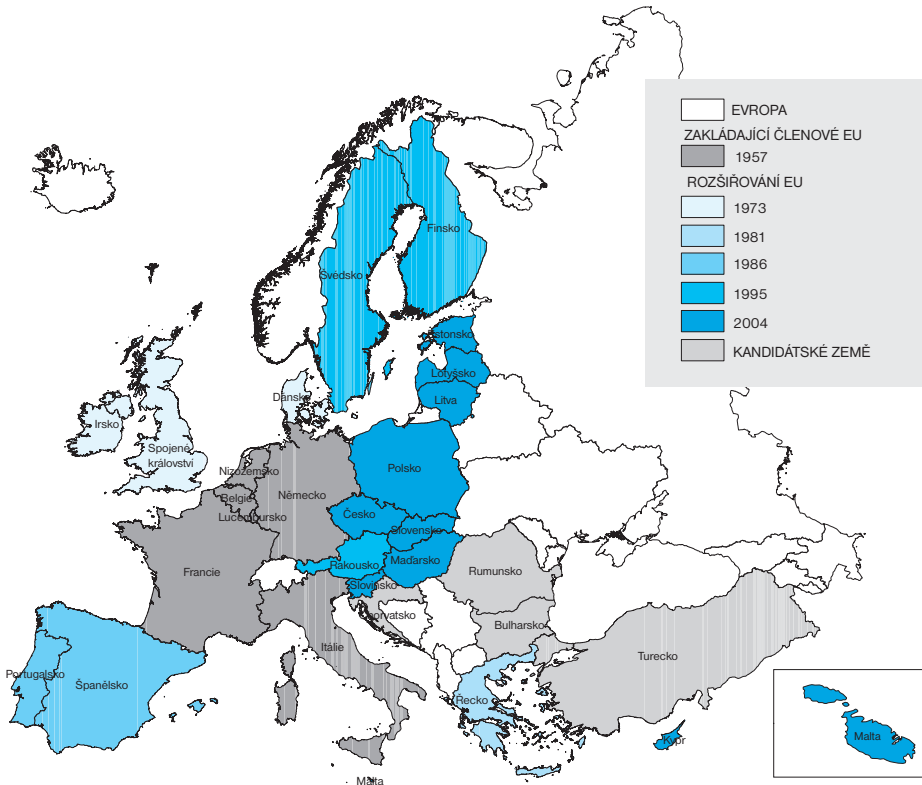 EVROPA
ZAKLÁDAJÍCÍ ČLENOVÉ EU
1957
ROZŠIŘOVÁNÍ EU
1973
1981
1986
1995
2004
KANDIDÁTSKÉ ZEMĚ
Finsko
Švédsko
Estonsko
Lotyšsko
Litva
Dánsko
Irsko
Spojené
království
Nizozemsko
Belgie
Lucembursko
Německo
Polsko
Česko
Slovensko
Rakousko
Maďarsko
Slovinsko
Francie
Rumunsko
Chorvatsko
Bulharsko
Itálie
Turecko
Portugalsko
Španělsko
Řecko
Kypr
Malta
Malta